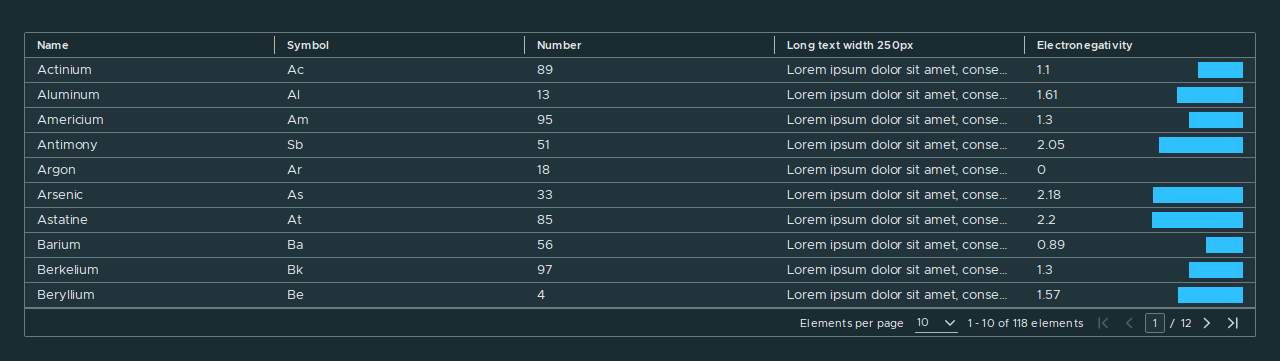 Name Symbol Number Long text width 250px Electronegativity
Actinium Ac 89 Lorem ipsum dolor sit amet, conse... 1.1
Aluminum Al 13 Lorem ipsum dolor sit amet, conse... 1.61
Americium Am 95 Lorem ipsum dolor sit amet, conse... 1.3
Antimony Sb 51 Lorem ipsum dolor sit amet, conse... 2.05
Argon Ar 18 Lorem ipsum dolor sit amet, conse... 0
Arsenic As 33 Lorem ipsum dolor sit amet, conse... 2.18
Astatine At 85 Lorem ipsum dolor sit amet, conse... 2.2
Barium Ba 56 Lorem ipsum dolor sit amet, conse... 0.89
Berkelium Bk 97 Lorem ipsum dolor sit amet, conse... 1.3
Beryllium Be 4 Lorem ipsum dolor sit amet, conse... 1.57
Elements per page 10 1 - 10 of 118 elements 1 / 12